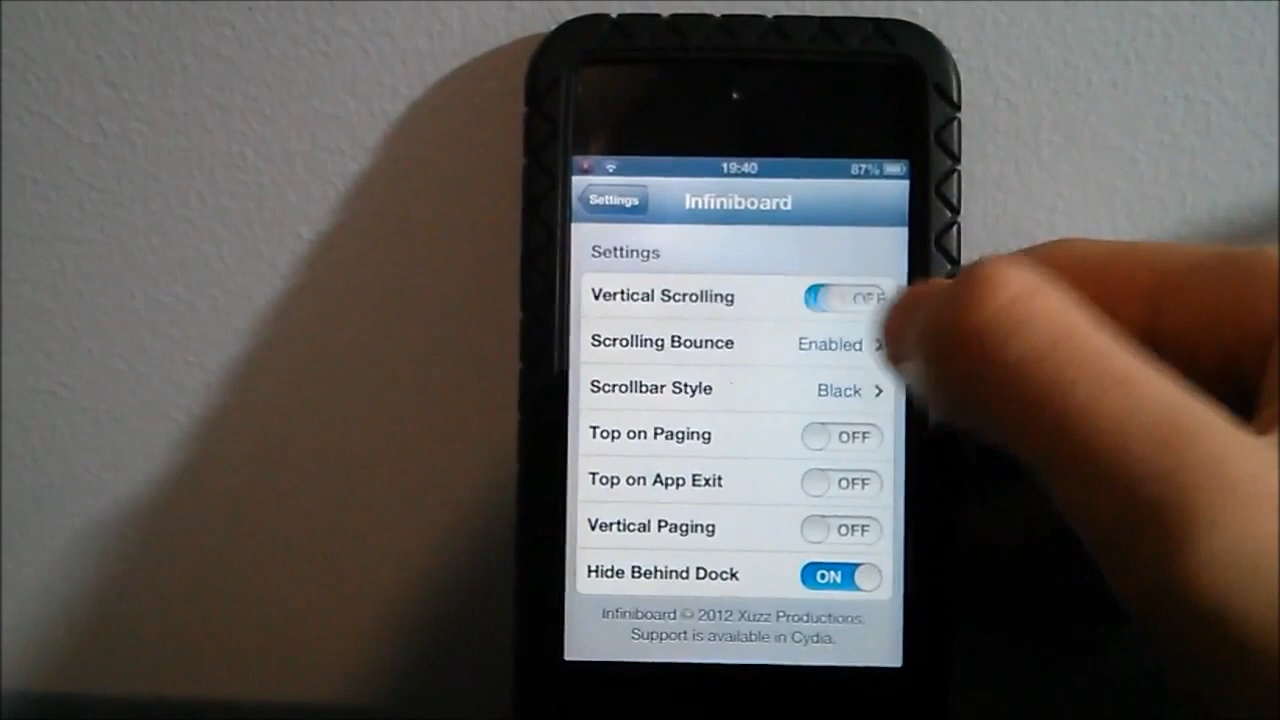 19:40 87%
Settings Infiniboard
Settings
Vertical Scrolling OFF
Scrolling Bounce Enabled
Scrollbar Style Black
Top on Paging OFF
Top on App Exit OFF
Vertical Paging OFF
Hide Behind Dock ON
Infiniboard © 2012 Xuzz Productions.
Support is available in Cydia.